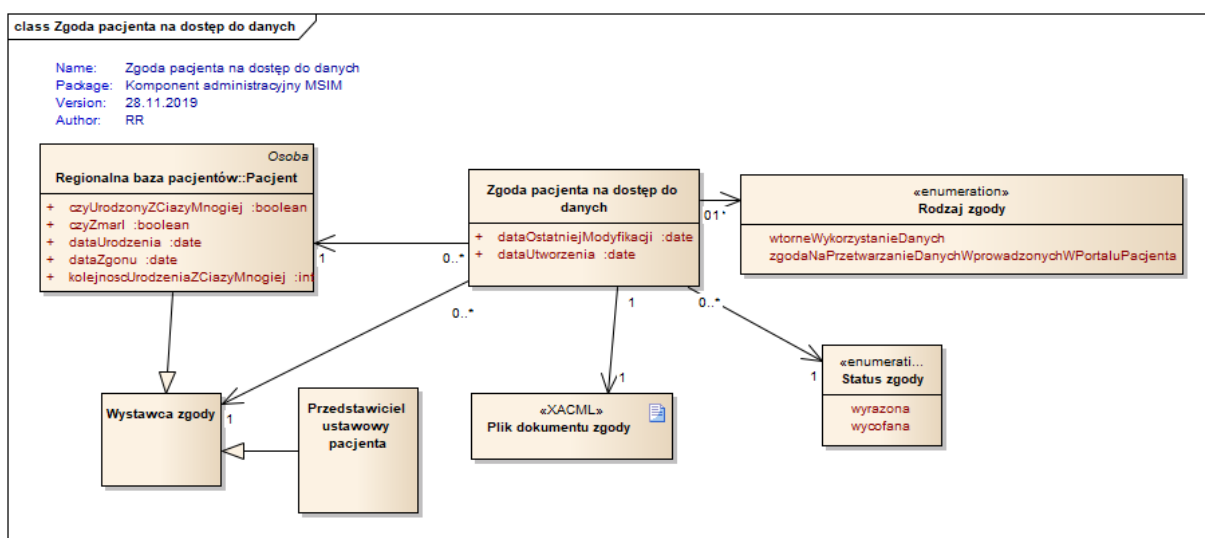 class Zgoda pacjenta na dostęp do danych
Name: Zgoda pacjenta na dostęp do danych
Package: Komponent administracyjny MSIM
Version: 28.11.2019
Author: RR
Osoba
Regionalna baza pacjentów::Pacjent
+ czyUrodzonyZCiazyMnogiej :boolean
+ czyZmarl :boolean
+ dataUrodzenia :date
+ dataZgonu :date
+ kolejnoscUrodzeniaZCiazyMnogiej :int
Zgoda pacjenta na dostęp do
danych
+ dataOstatniejModyfikacji :date
+ dataUtworzenia :date
«enumeration»
Rodzaj zgody
wtorneWykorzystanieDanych
zgodaNaPrzetwarzanieDanychWprowadzonychWPortaluPacjenta
1
0..*
01*
0..*
1
0..*
Wystawca zgody
1
Przedstawiciel
ustawowy
pacjenta
1
«XACML»
Plik dokumentu zgody
1
«enumerati...
Status zgody
wyrazona
wycofana